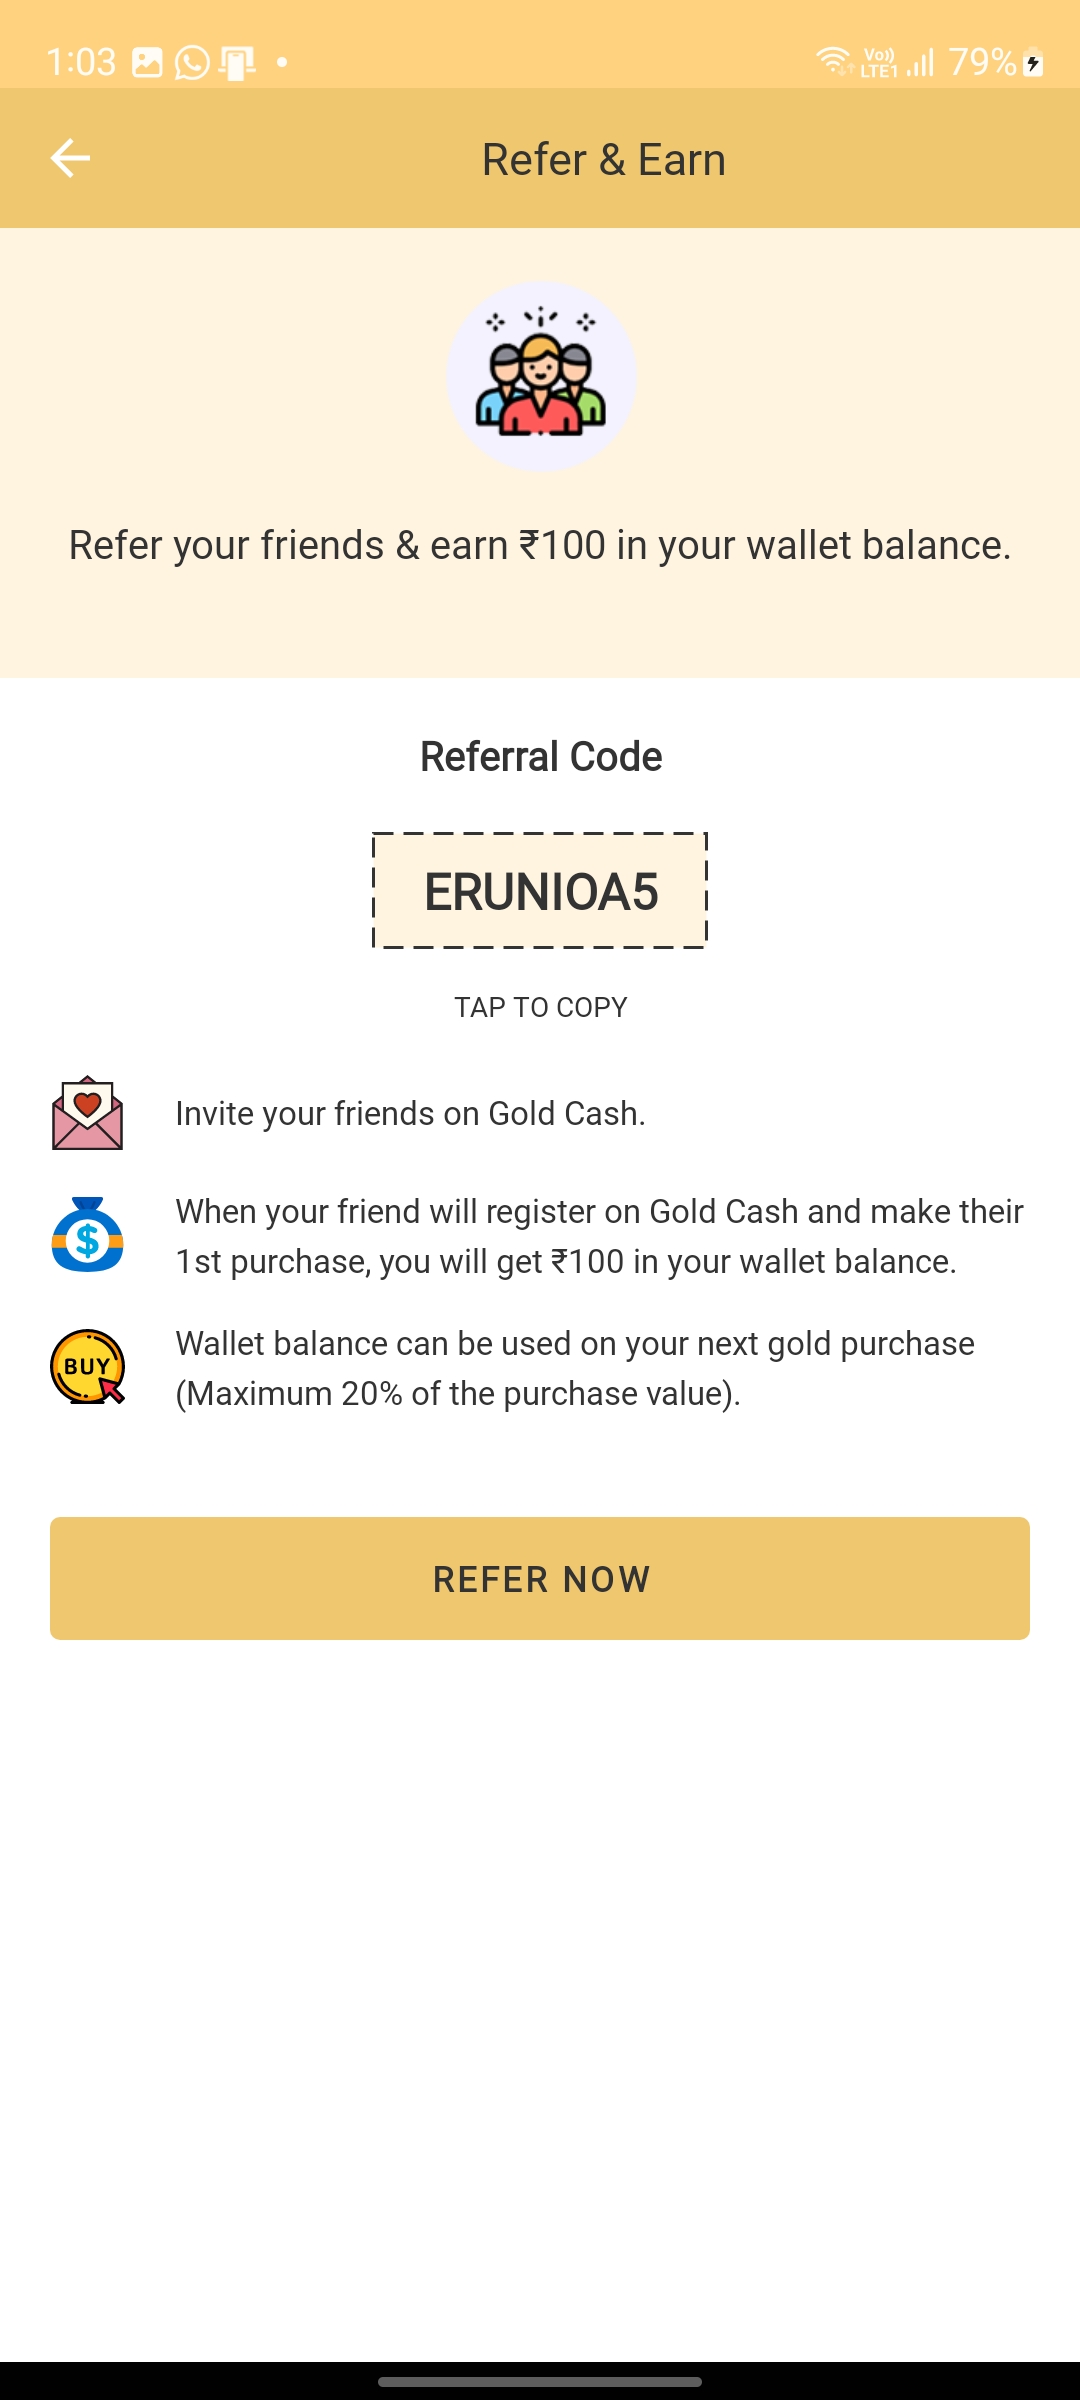 1:03
Vo))
LTE1
79%
Refer & Earn
Refer your friends & earn ₹100 in your wallet balance.
Referral Code
ERUNIOA5
TAP TO COPY
Invite your friends on Gold Cash.
$
When your friend will register on Gold Cash and make their
1st purchase, you will get ₹100 in your wallet balance.
BUY
Wallet balance can be used on your next gold purchase
(Maximum 20% of the purchase value).
REFER NOW